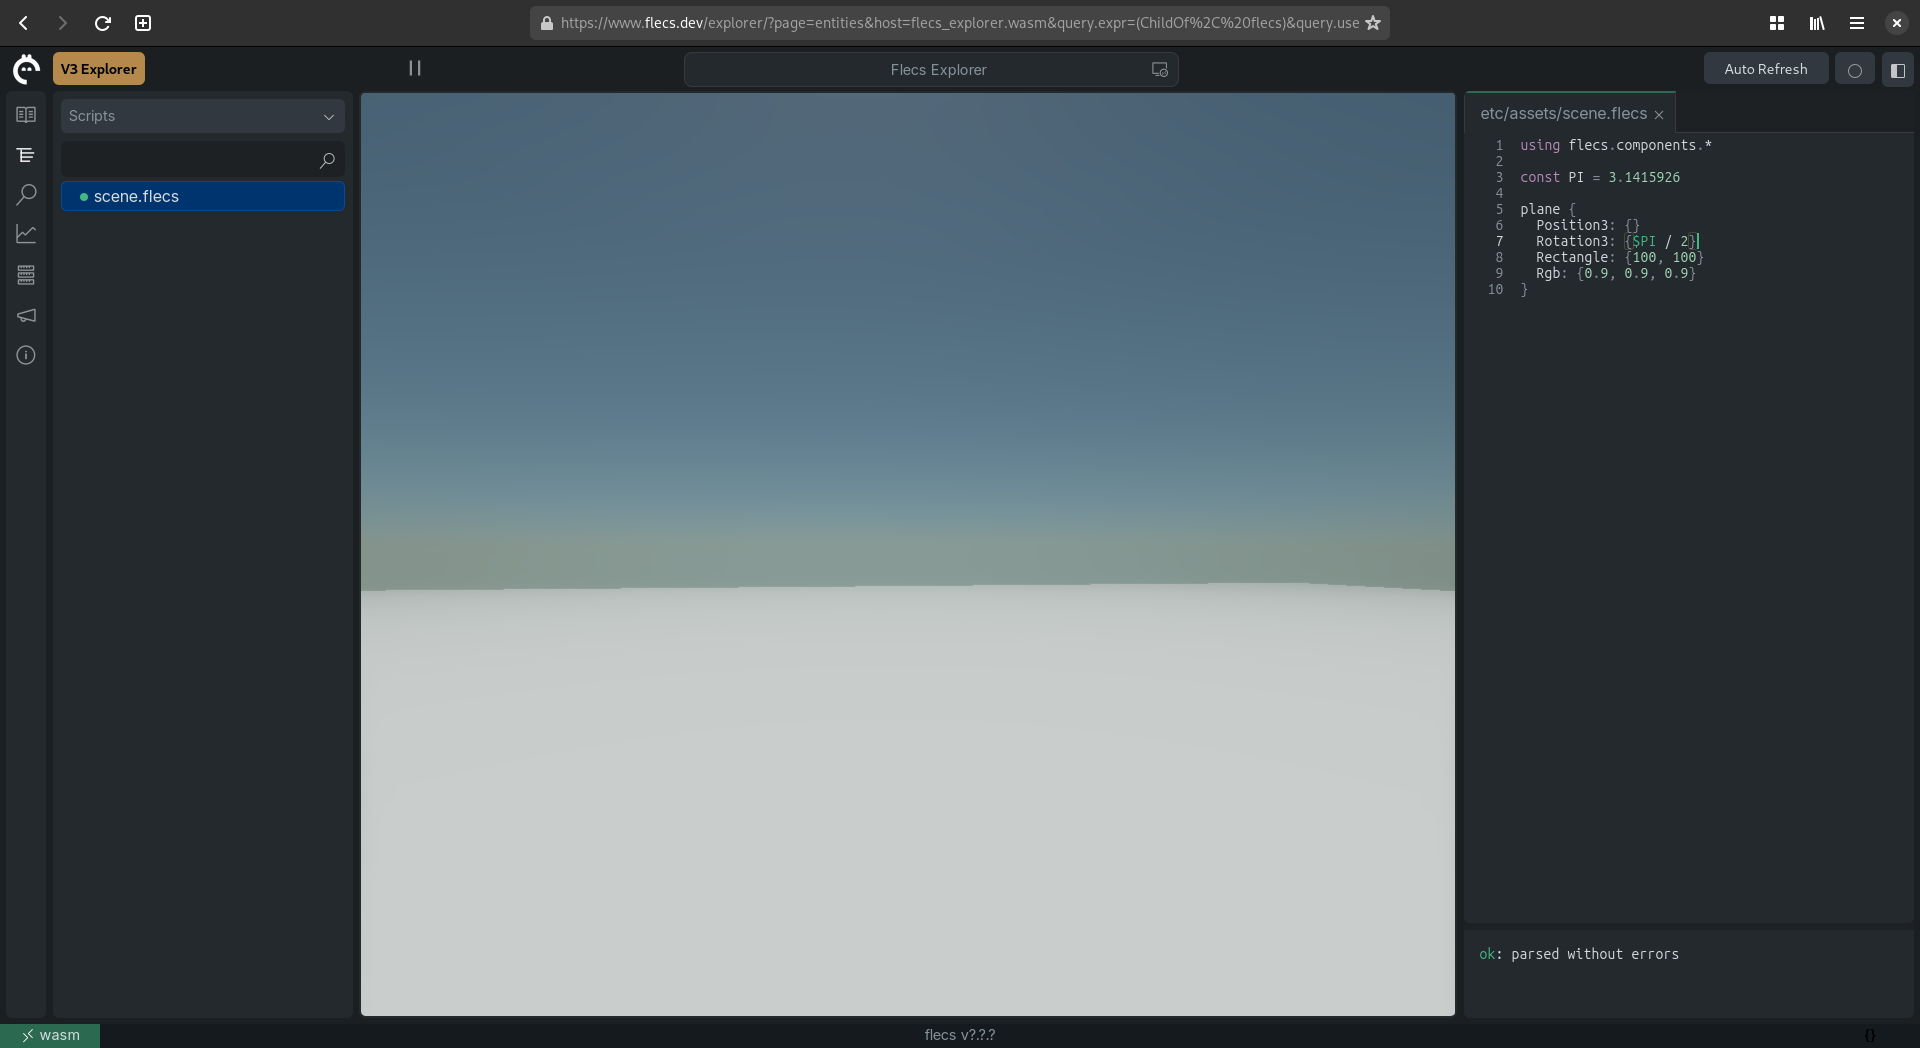 https://www.flecs.dev/explorer/?page=entities&host=flecs_explorer.wasm&query.expr=(ChildOf%2C%20flecs)&query.use
V3 Explorer
Flecs Explorer
Auto Refresh
Scripts
scene.flecs
etc/assets/scene.flecs
1 using flecs.components.*
2
3 const PI = 3.1415926
4
5 plane {
6 Position3: {}
7 Rotation3: {$PI / 2}
8 Rectangle: {100, 100}
9 Rgb: {0.9, 0.9, 0.9}
10 }
ok: parsed without errors
wasm
flecs v?.?.?
{}